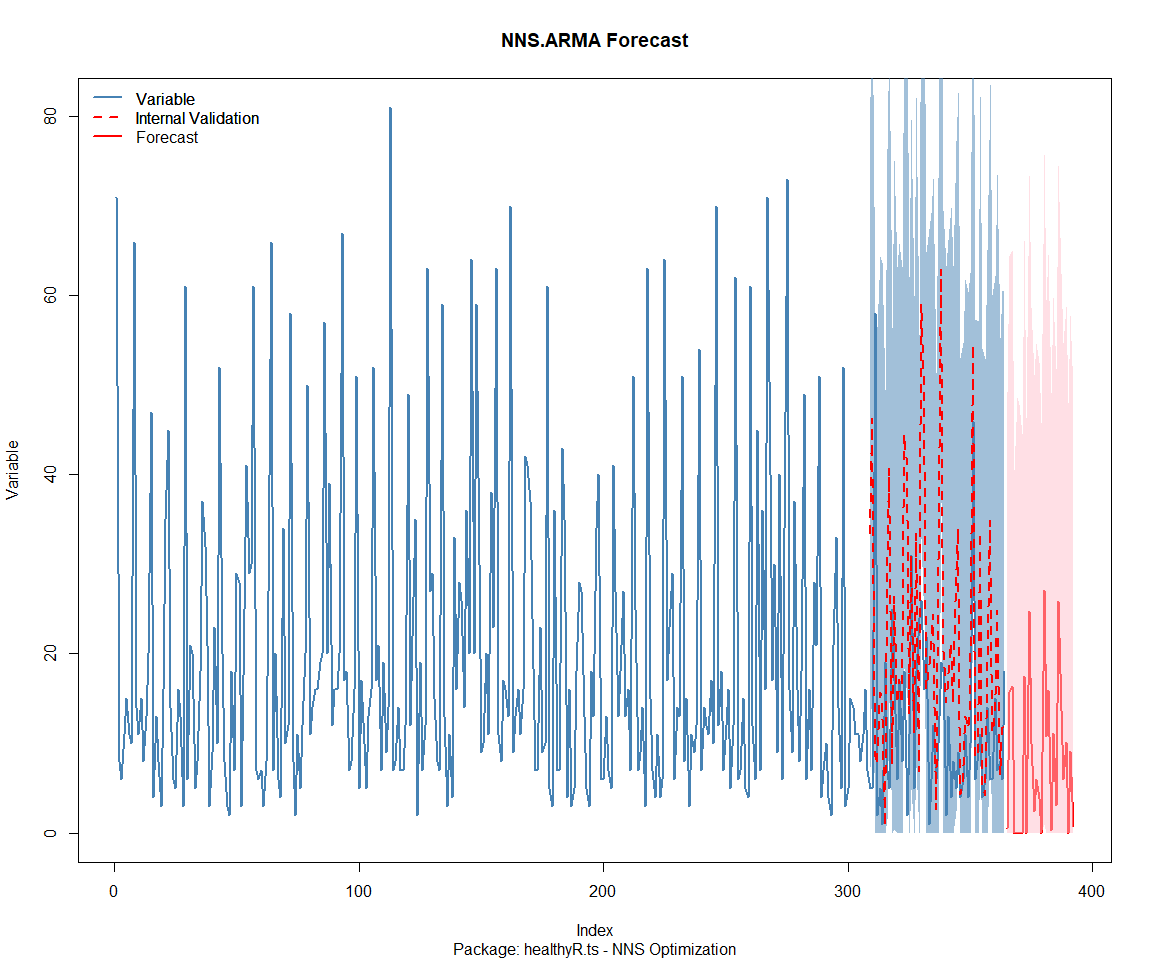 NNS.ARMA Forecast
Variable
Internal Validation
Forecast
80
60
40
20
0
Variable
0
100
200
300
400
Index
Package: healthyR.ts - NNS Optimization